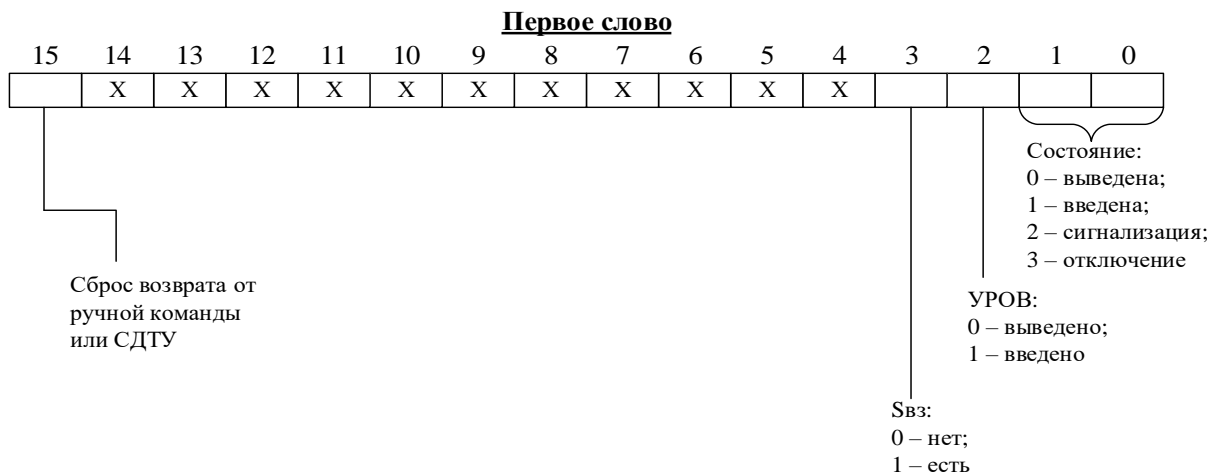 Первое слово
15 14 13 12 11 10 9 8 7 6 5 4 3 2 1 0
X X X X X X X X X X X
Состояние:
0 – выведена;
1 – введена;
2 – сигнализация;
3 – отключение
Сброс возврата от
ручной команды
или СДТУ
УРОВ:
0 – выведено;
1 – введено
Sвз:
0 – нет;
1 – есть